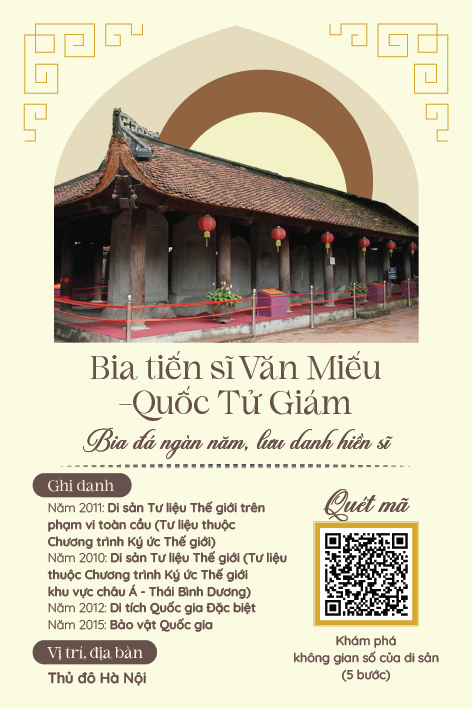 Bia tiến sĩ Văn Miếu
-Quốc Tử Giám
Bia đá ngàn năm, lưu danh hiền sĩ
Ghi danh
Năm 2011: Di sản Tư liệu Thế giới trên
phạm vi toàn cầu (Tư liệu thuộc
Chương trình Ký ức Thế giới)
Năm 2010: Di sản Tư liệu Thế giới (Tư liệu
thuộc Chương trình Ký ức Thế giới
khu vực châu Á - Thái Bình Dương)
Năm 2012: Di tích Quốc gia Đặc biệt
Năm 2015: Bảo vật Quốc gia
Vị trí, địa bàn
Thủ đô Hà Nội
Quét mã
Khám phá
không gian số của di sản
(5 bước)